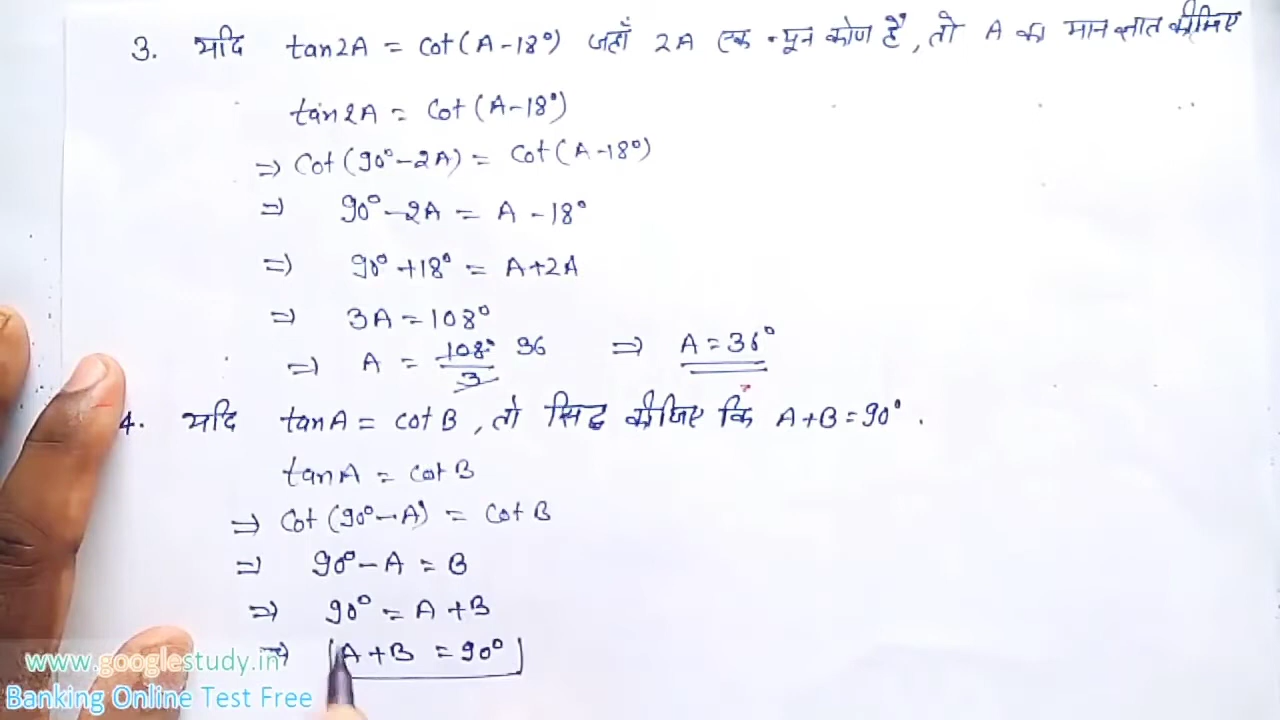 3. यदि tan2A = cot(A-18°) जहाँ 2A एक न्यून कोण है, तो A का मान ज्ञात कीजिए
tan2A = Cot(A-18°)
⇒ Cot(90°-2A) = Cot(A-18°)
⇒ 90°-2A = A-18°
⇒ 90°+18° = A+2A
⇒ 3A = 108°
⇒ A = 108°/3 36 ⇒ A = 36°
4. यदि tanA = cotB, तो सिद्ध कीजिए कि A+B = 90°.
tanA = cotB
⇒ Cot(90°-A) = CotB
⇒ 90°-A = B
⇒ 90° = A+B
⇒ A+B = 90°
www.googlestudy.in
Banking Online Test Free